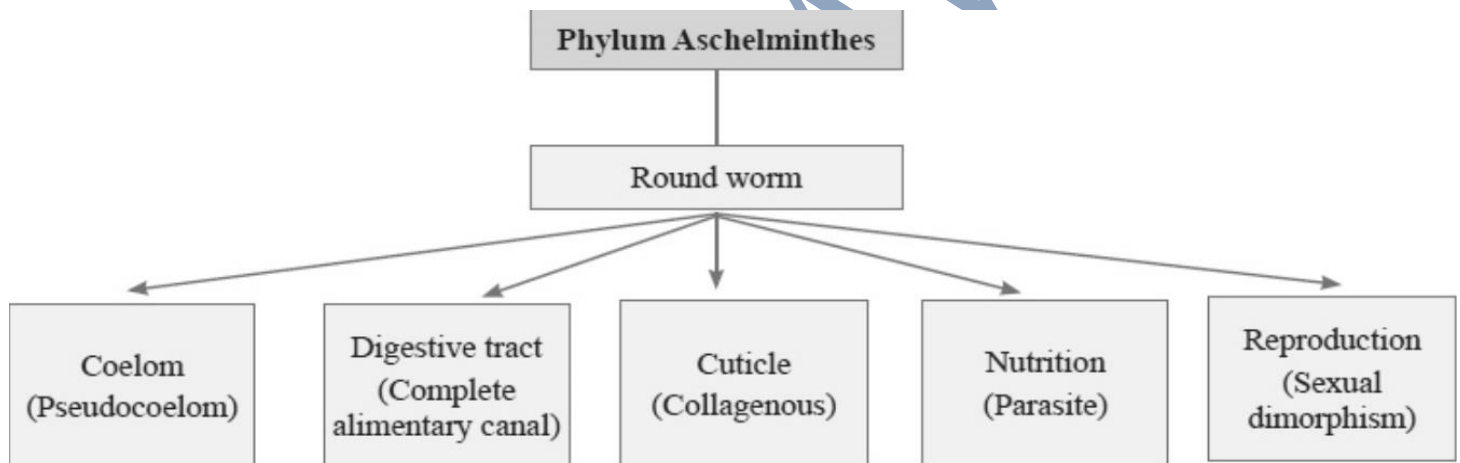 Phylum Aschelminthes
Round worm
Coelom
(Pseudocoelom)
Digestive tract
(Complete
alimentary canal)
Cuticle
(Collagenous)
Nutrition
(Parasite)
Reproduction
(Sexual
dimorphism)